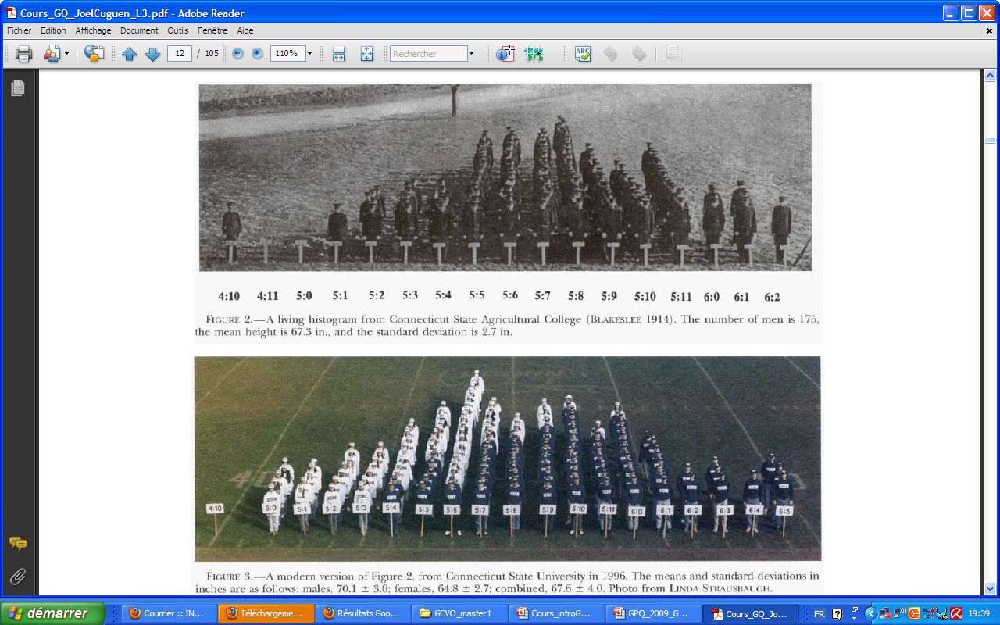 Cours_GQ_JoelCuguen_L3.pdf - Adobe Reader
Fichier Edition Affichage Document Outils Fenêtre Aide
12 / 105 110% Rechercher
4:10 4:11 5:0 5:1 5:2 5:3 5:4 5:5 5:6 5:7 5:8 5:9 5:10 5:11 6:0 6:1 6:2
FIGURE 2.—A living histogram from Connecticut State Agricultural College (BLAKESLEE 1914). The number of men is 175,
the mean height is 67.3 in., and the standard deviation is 2.7 in.
4:10 5:0 5:1 5:2 5:3 5:4 5:5 5:6 5:7 5:8 5:9 5:10 5:11 6:0 6:1 6:2 6:3 6:4 6:5
FIGURE 3.—A modern version of Figure 2, from Connecticut State University in 1996. The means and standard deviations in
inches are as follows: males, 70.1 ± 3.0; females, 64.8 ± 2.7; combined, 67.6 ± 4.0. Photo from LINDA STRAUSBAUGH.
démarrer Courrier :: IN... Téléchargeme... Résultats Goo... GEVO_master1 Cours_introG... GPQ_2009_G... Cours_GQ_Jo... FR 19:39